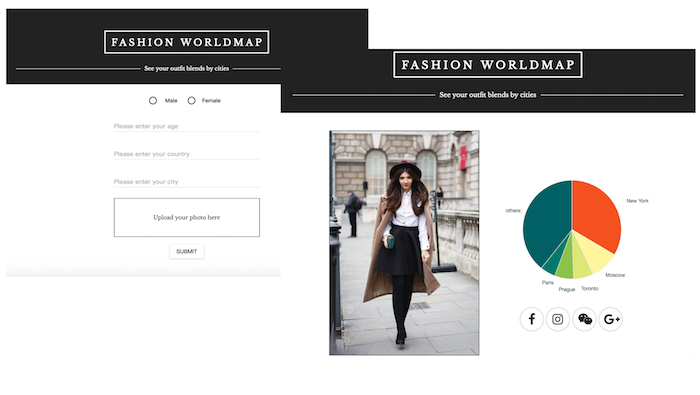 FASHION WORLDMAP
See your outfit blends by cities
Male Female
Please enter your age
Please enter your country
Please enter your city
Upload your photo here
SUBMIT
FASHION WORLDMAP
See your outfit blends by cities
others:
New York
Moscow
Toronto
Prague
Paris